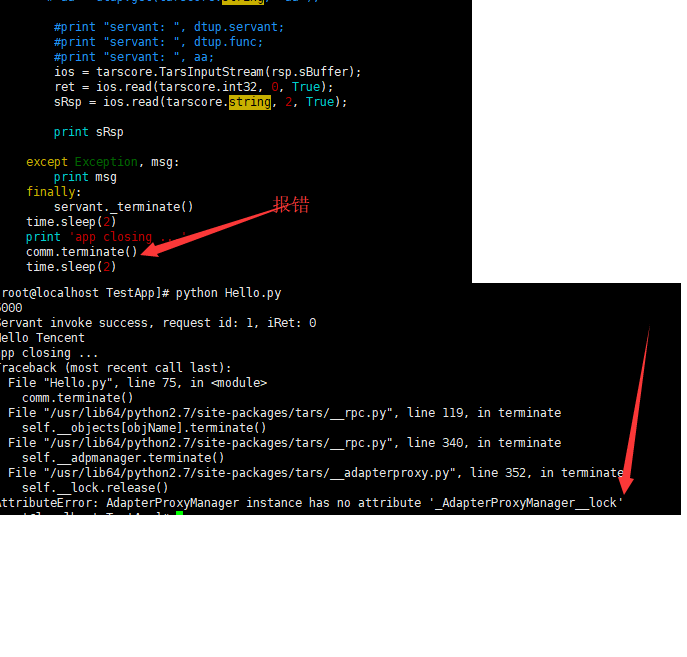 #print "servant: ", dtup.servant;
#print "servant: ", dtup.func;
#print "servant: ", aa;
ios = tarscore.TarsInputStream(rsp.sBuffer);
ret = ios.read(tarscore.int32, 0, True);
sRsp = ios.read(tarscore.string, 2, True);
print sRsp
except Exception, msg:
print msg
finally:
servant._terminate()
报错
time.sleep(2)
print 'app closing ...'
comm.terminate()
time.sleep(2)
root@localhost TestApp]# python Hello.py
6000
Servant invoke success, request id: 1, iRet: 0
Hello Tencent
app closing ...
Traceback (most recent call last):
File "Hello.py", line 75, in <module>
comm.terminate()
File "/usr/lib64/python2.7/site-packages/tars/__rpc.py", line 119, in terminate
self.__objects[objName].terminate()
File "/usr/lib64/python2.7/site-packages/tars/__rpc.py", line 340, in terminate
self.__adpmanager.terminate()
File "/usr/lib64/python2.7/site-packages/tars/__adapterproxy.py", line 352, in terminate
self.__lock.release()
AttributeError: AdapterProxyManager instance has no attribute '_AdapterProxyManager__lock'